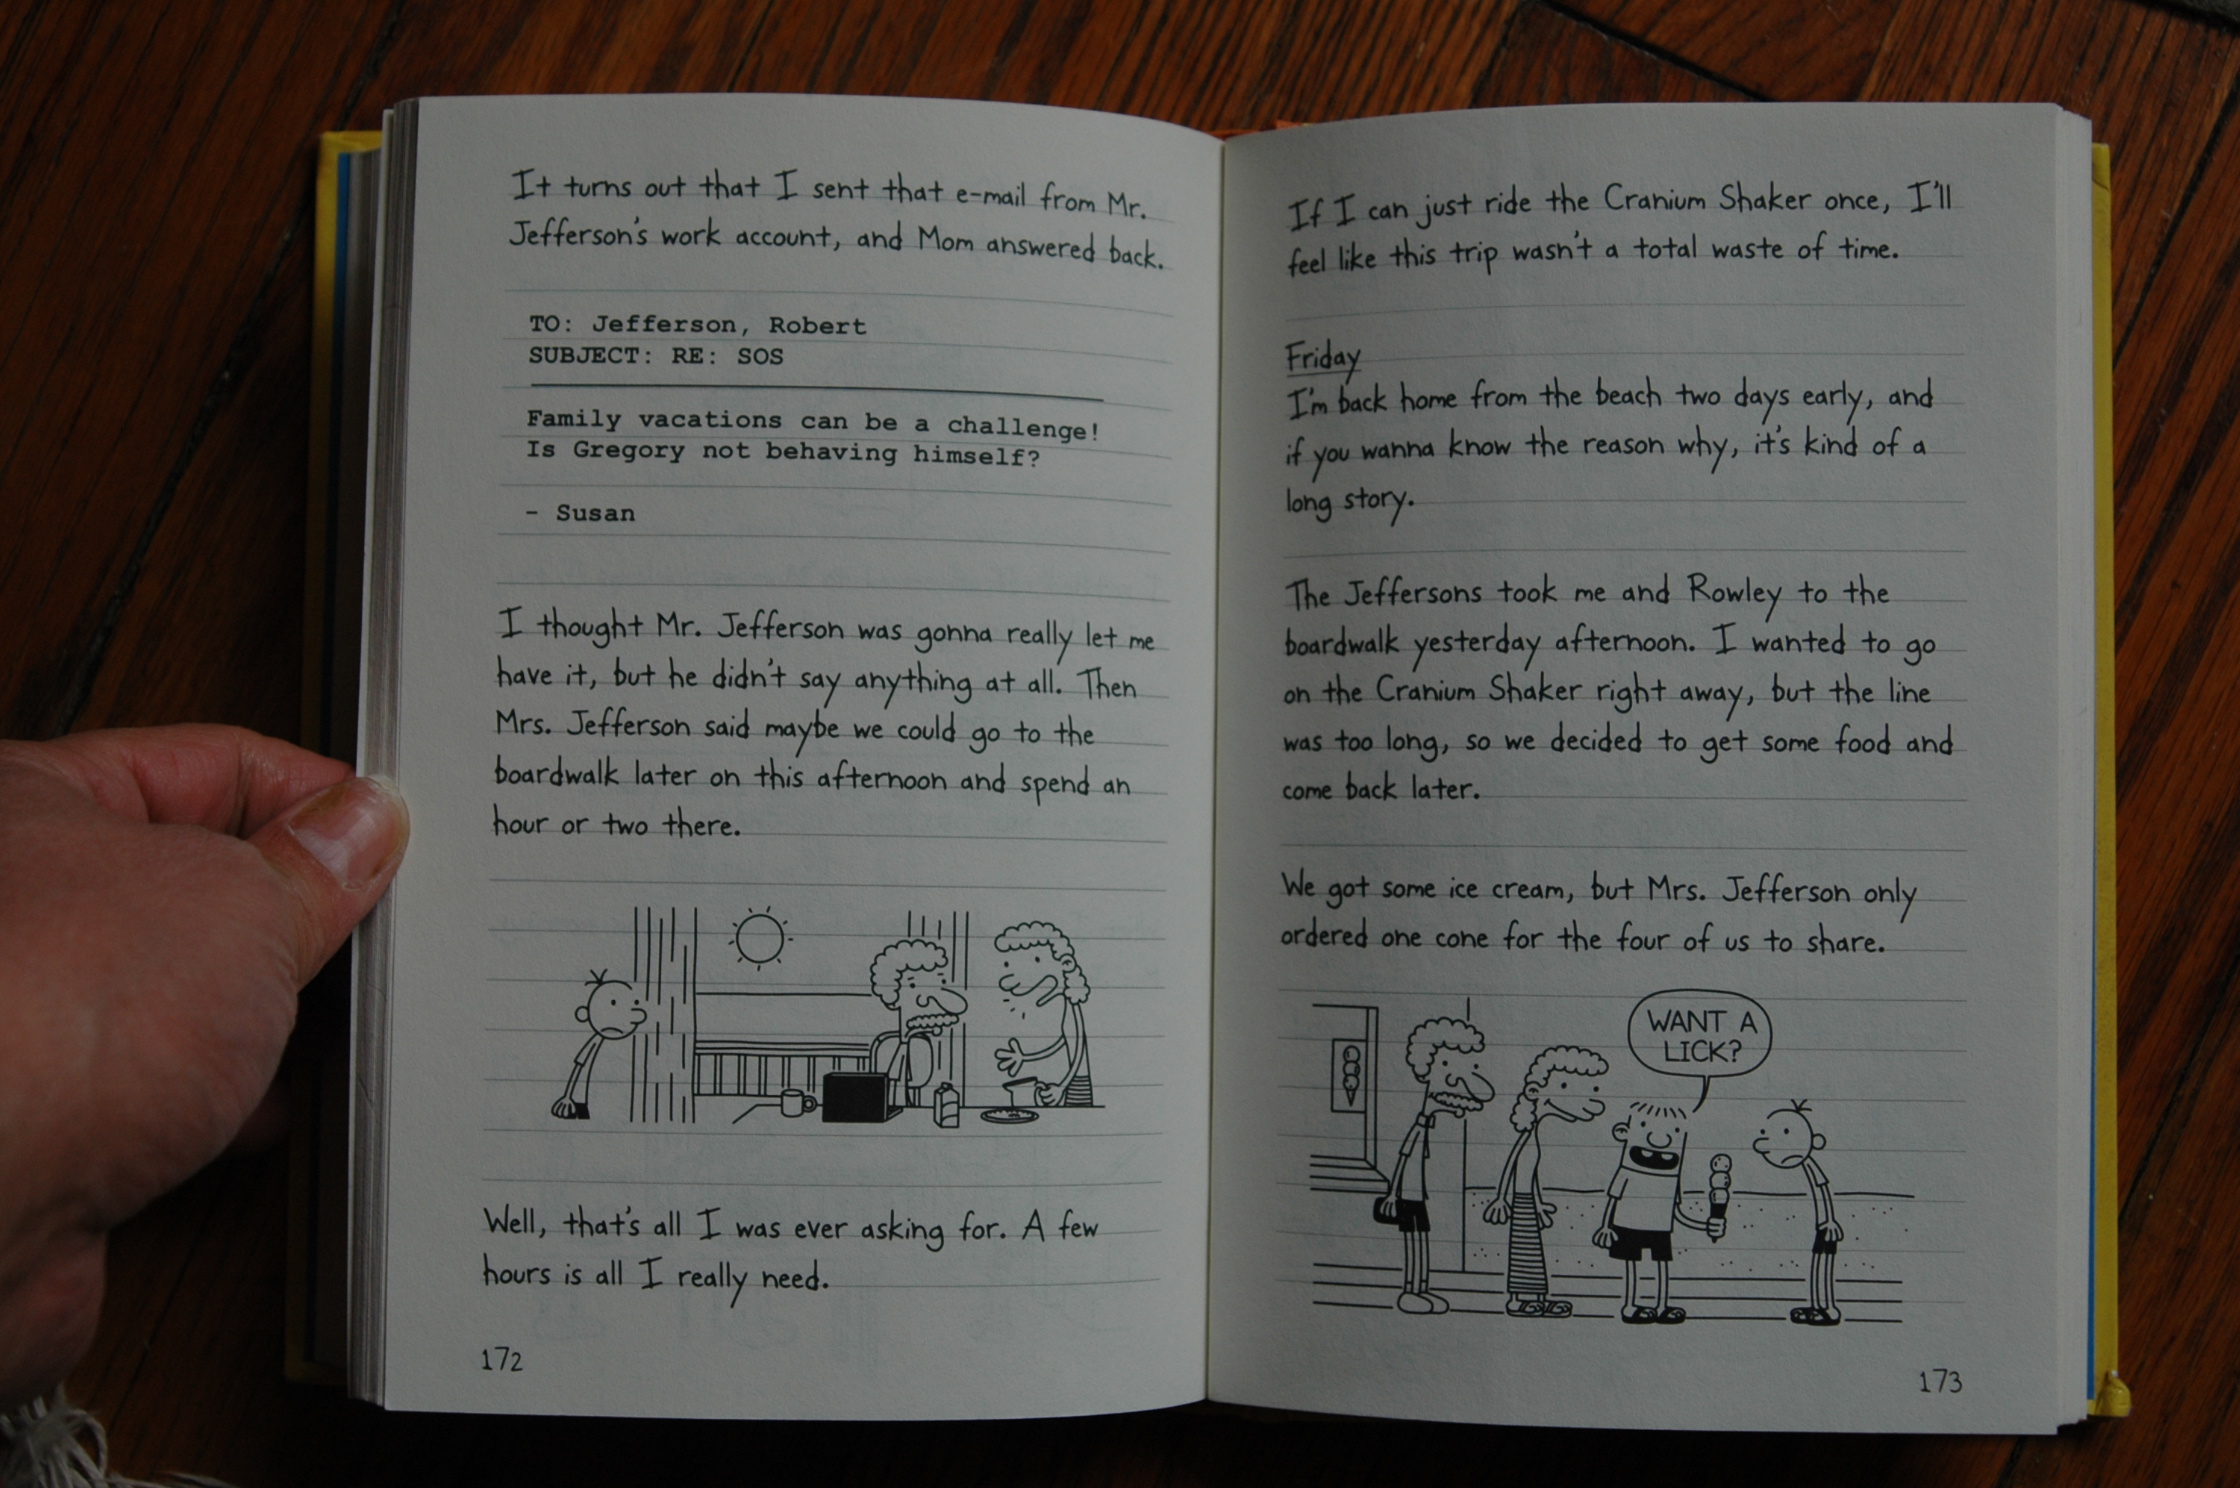 It turns out that I sent that e-mail from Mr.
Jefferson's work account, and Mom answered back.
TO: Jefferson, Robert
SUBJECT: RE: SOS
Family vacations can be a challenge!
Is Gregory not behaving himself?
- Susan
I thought Mr. Jefferson was gonna really let me
have it, but he didn't say anything at all. Then
Mrs. Jefferson said maybe we could go to the
boardwalk later on this afternoon and spend an
hour or two there.
Well, that's all I was ever asking for. A few
hours is all I really need.
172
If I can just ride the Cranium Shaker once, I'll
feel like this trip wasn't a total waste of time.
Friday
I'm back home from the beach two days early, and
if you wanna know the reason why, it's kind of a
long story.
The Jeffersons took me and Rowley to the
boardwalk yesterday afternoon. I wanted to go
on the Cranium Shaker right away, but the line
was too long, so we decided to get some food and
come back later.
We got some ice cream, but Mrs. Jefferson only
ordered one cone for the four of us to share.
WANT A
LICK?
173